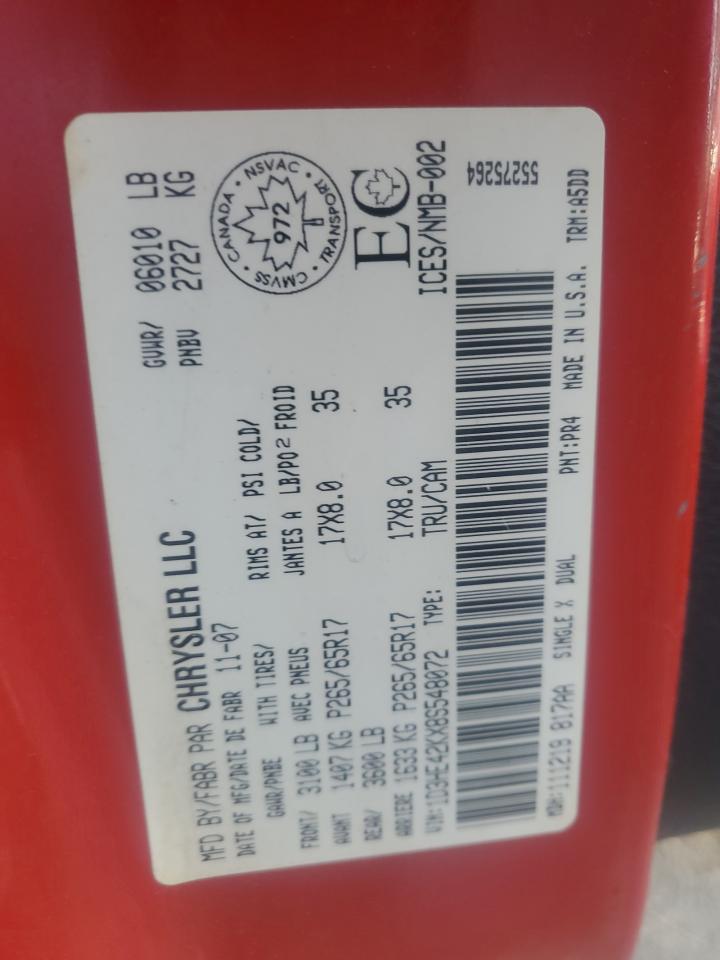 MFD BY/FABR PAR CHRYSLER LLC
DATE OF MFG/DATE DE FABR 11-07
GVWR/ 06010 LB
PNBV 2727 KG
GAWR/PNBE WITH TIRES/ RIMS AT/ PSI COLD/
AVEC PNEUS JANTES A LB/PO2 FROID
FRONT/ 3100 LB
AVANT 1407 KG P265/65R17 17X8.0 35
REAR/ 3600 LB
ARRIERE 1633 KG P265/65R17 17X8.0 35
CANADA · NSVAC · TRANSPORT · CMVSS ·
972
EC
ICES/NMB-002
VIN:1D3HE42KX8S548072 TYPE: TRU/CAM
55275264
MDH:111219 017AA SINGLE X DUAL PNT:PR4 MADE IN U.S.A. TRM:A5DD